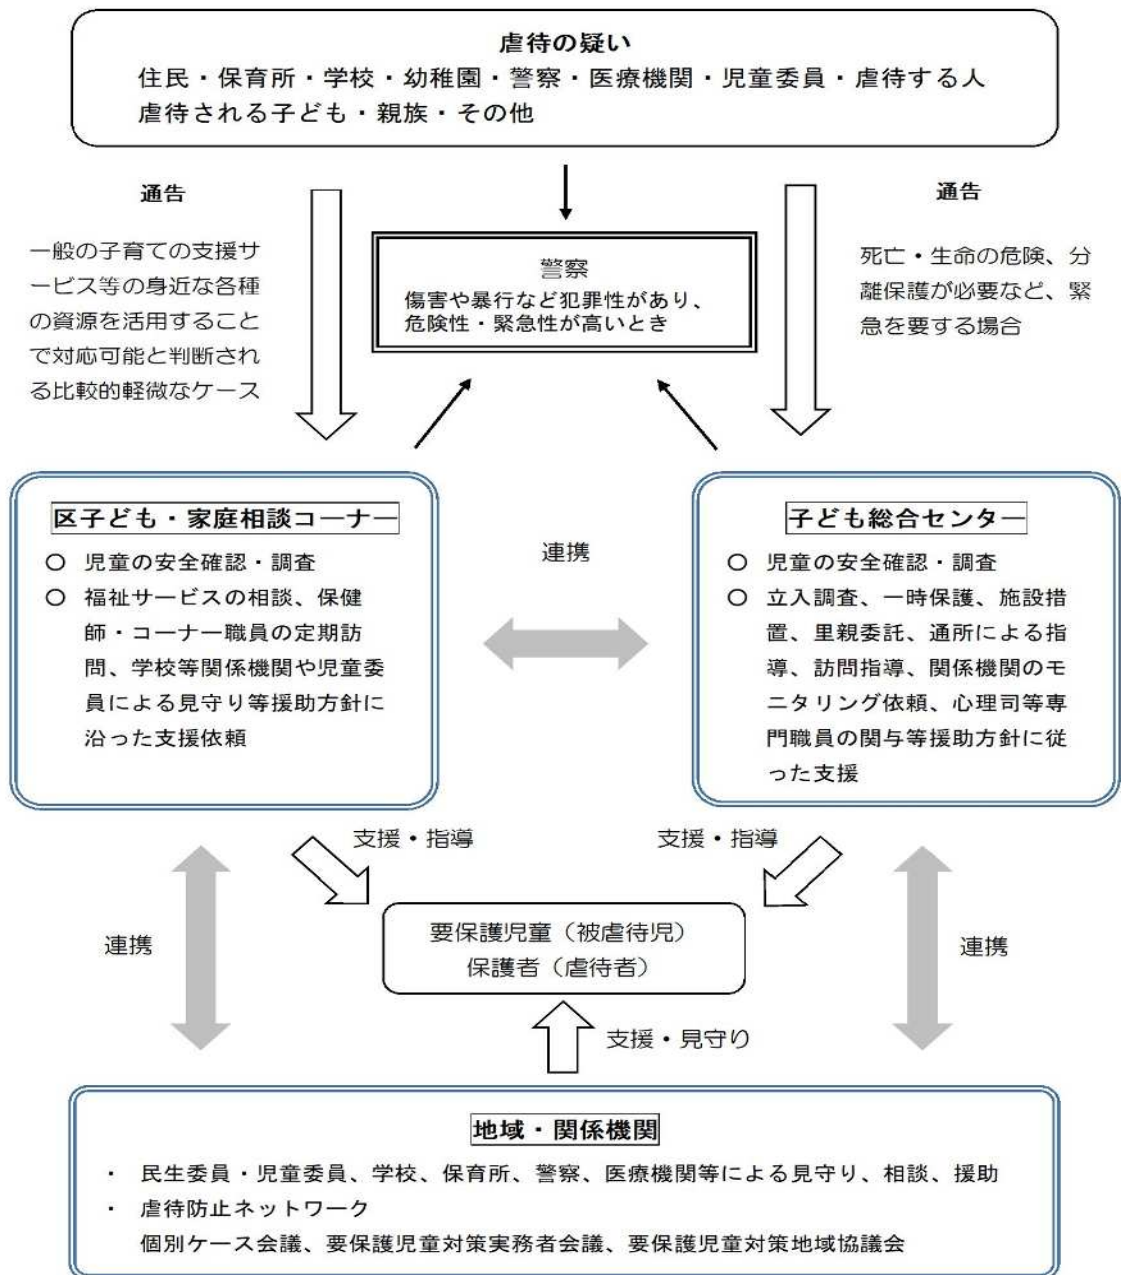 虐待の疑い
住民・保育所・学校・幼稚園・警察・医療機関・児童委員・虐待する人
虐待される子ども・親族・その他
通告
一般の子育ての支援サ
ービス等の身近な各種
の資源を活用すること
で対応可能と判断され
る比較的軽微なケース
警察
傷害や暴行など犯罪性があり、
危険性・緊急性が高いとき
通告
死亡・生命の危険、分
離保護が必要など、緊
急を要する場合
区子ども・家庭相談コーナー
○ 児童の安全確認・調査
○ 福祉サービスの相談、保健
師・コーナー職員の定期訪
問、学校等関係機関や児童委
員による見守り等援助方針に
沿った支援依頼
連携
子ども総合センター
○ 児童の安全確認・調査
○ 立入調査、一時保護、施設措
置、里親委託、通所による指
導、訪問指導、関係機関のモ
ニタリング依頼、心理司等専
門職員の関与等援助方針に従
った支援
支援・指導
支援・指導
連携
要保護児童（被虐待児）
保護者（虐待者）
連携
支援・見守り
地域・関係機関
・ 民生委員・児童委員、学校、保育所、警察、医療機関等による見守り、相談、援助
・ 虐待防止ネットワーク
個別ケース会議、要保護児童対策実務者会議、要保護児童対策地域協議会